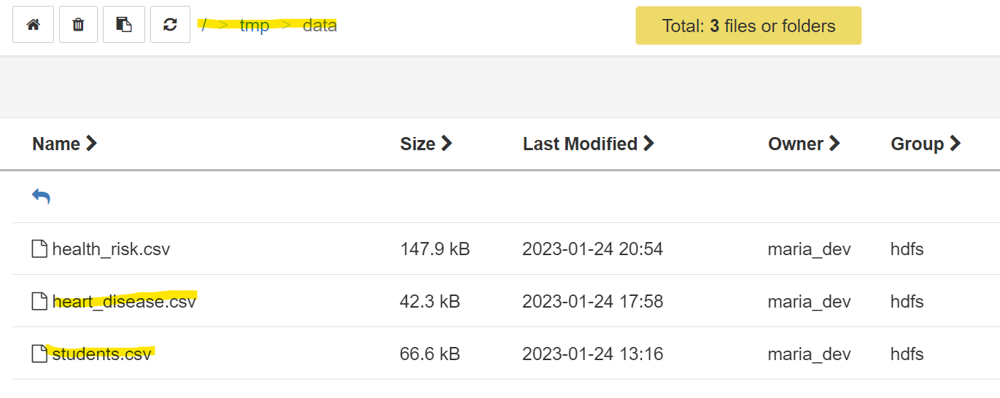 / > tmp > data
Total: 3 files or folders
Name Size Last Modified Owner Group
health_risk.csv 147.9 kB 2023-01-24 20:54 maria_dev hdfs
heart_disease.csv 42.3 kB 2023-01-24 17:58 maria_dev hdfs
students.csv 66.6 kB 2023-01-24 13:16 maria_dev hdfs